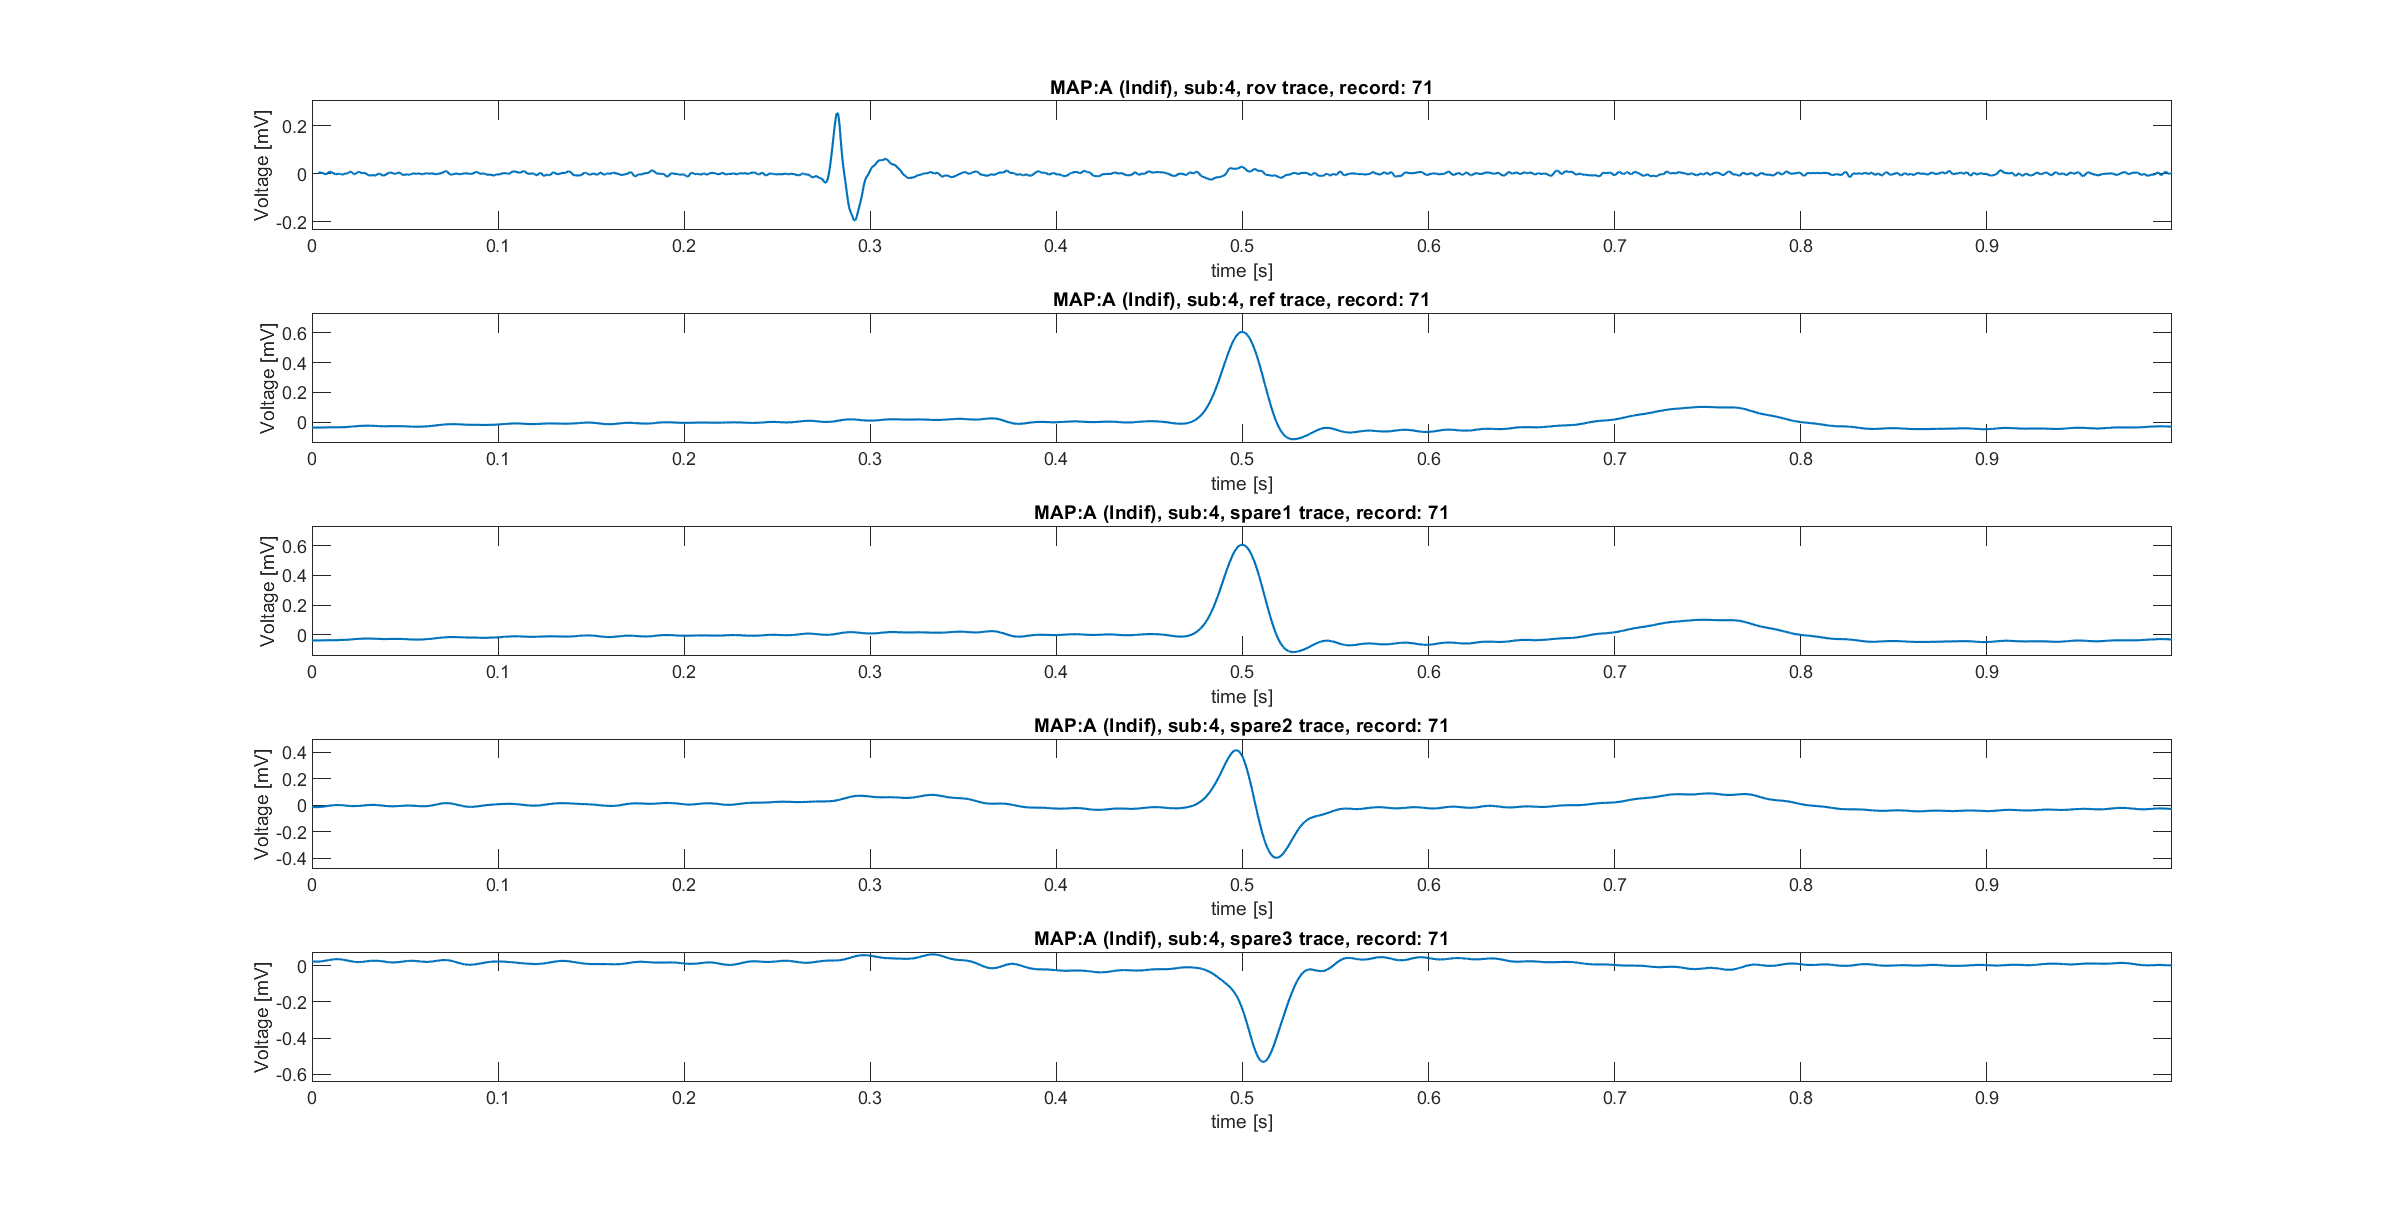 MAP:A (Indif), sub:4, rov trace, record: 71
Voltage [mV]
0.2
0
-0.2
0 0.1 0.2 0.3 0.4 0.5 0.6 0.7 0.8 0.9
time [s]
MAP:A (Indif), sub:4, ref trace, record: 71
Voltage [mV]
0.6
0.4
0.2
0
0 0.1 0.2 0.3 0.4 0.5 0.6 0.7 0.8 0.9
time [s]
MAP:A (Indif), sub:4, spare1 trace, record: 71
Voltage [mV]
0.6
0.4
0.2
0
0 0.1 0.2 0.3 0.4 0.5 0.6 0.7 0.8 0.9
time [s]
MAP:A (Indif), sub:4, spare2 trace, record: 71
Voltage [mV]
0.4
0.2
0
-0.2
-0.4
0 0.1 0.2 0.3 0.4 0.5 0.6 0.7 0.8 0.9
time [s]
MAP:A (Indif), sub:4, spare3 trace, record: 71
Voltage [mV]
0
-0.2
-0.4
-0.6
0 0.1 0.2 0.3 0.4 0.5 0.6 0.7 0.8 0.9
time [s]